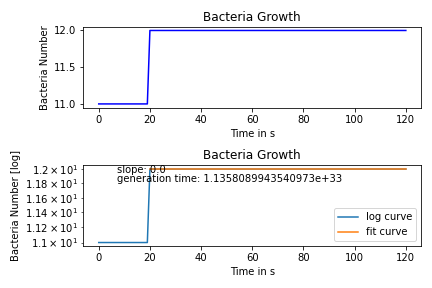 Bacteria Growth
Bacteria Number
12.0
11.5
11.0
0 20 40 60 80 100 120
Time in s
Bacteria Growth
Bacteria Number [log]
1.2 × 10¹
1.18 × 10¹
1.16 × 10¹
1.14 × 10¹
1.12 × 10¹
1.1 × 10¹
slope: 0.0
generation time: 1.1358089943540973e+33
log curve
fit curve
0 20 40 60 80 100 120
Time in s